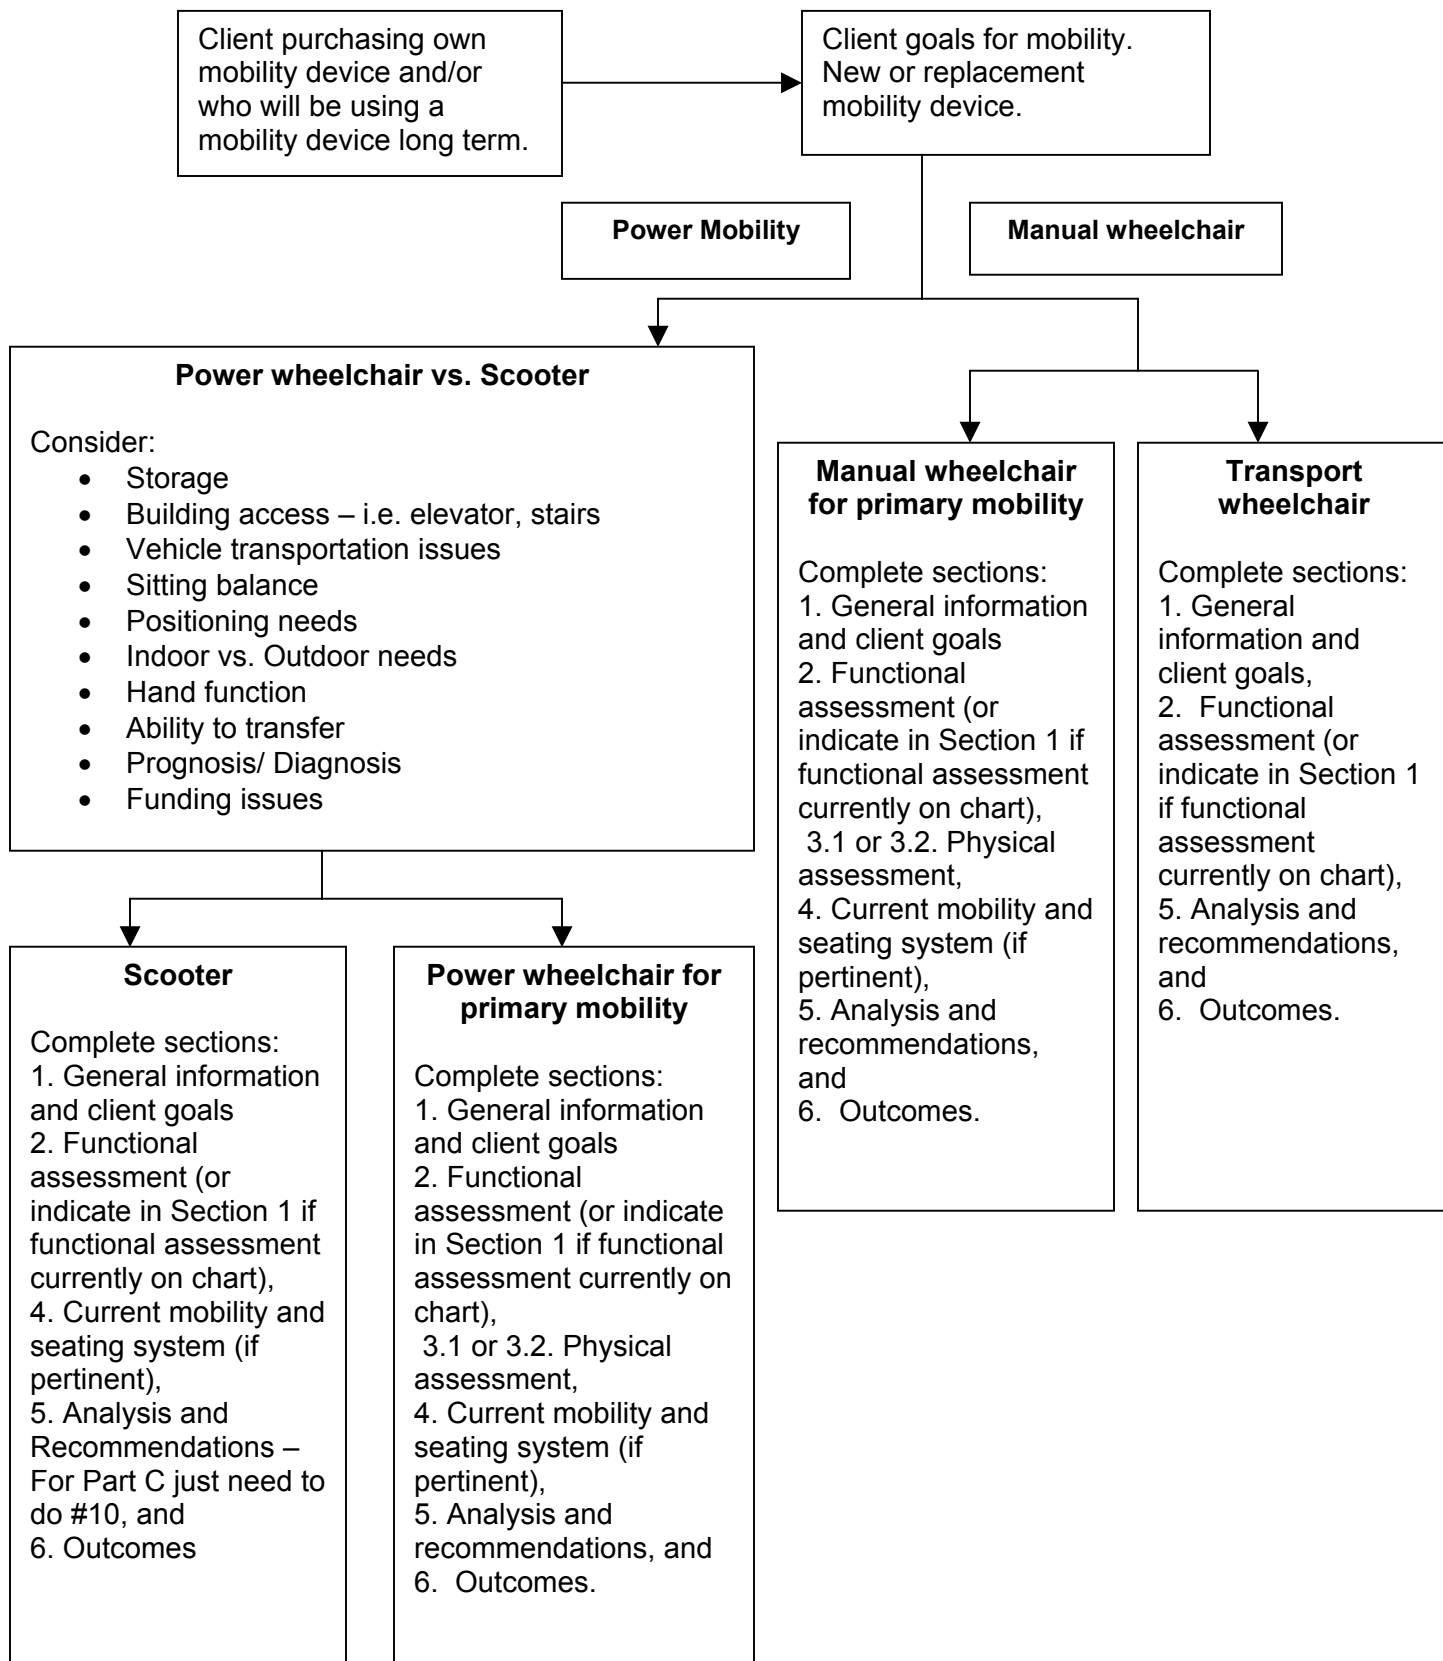 Client purchasing own
mobility device and/or
who will be using a
mobility device long term.
Client goals for mobility.
New or replacement
mobility device.
Power Mobility
Manual wheelchair
Power wheelchair vs. Scooter
Consider:
• Storage
• Building access – i.e. elevator, stairs
• Vehicle transportation issues
• Sitting balance
• Positioning needs
• Indoor vs. Outdoor needs
• Hand function
• Ability to transfer
• Prognosis/ Diagnosis
• Funding issues
Manual wheelchair
for primary mobility
Complete sections:
1. General information
and client goals
2. Functional
assessment (or
indicate in Section 1 if
functional assessment
currently on chart),
3.1 or 3.2. Physical
assessment,
4. Current mobility and
seating system (if
pertinent),
5. Analysis and
recommendations,
and
6. Outcomes.
Transport
wheelchair
Complete sections:
1. General
information and
client goals,
2. Functional
assessment (or
indicate in Section 1
if functional
assessment
currently on chart),
5. Analysis and
recommendations,
and
6. Outcomes.
Scooter
Complete sections:
1. General information
and client goals
2. Functional
assessment (or
indicate in Section 1 if
functional assessment
currently on chart),
4. Current mobility and
seating system (if
pertinent),
5. Analysis and
Recommendations –
For Part C just need to
do #10, and
6. Outcomes
Power wheelchair for
primary mobility
Complete sections:
1. General information
and client goals
2. Functional
assessment (or indicate
in Section 1 if functional
assessment currently on
chart),
3.1 or 3.2. Physical
assessment,
4. Current mobility and
seating system (if
pertinent),
5. Analysis and
recommendations, and
6. Outcomes.